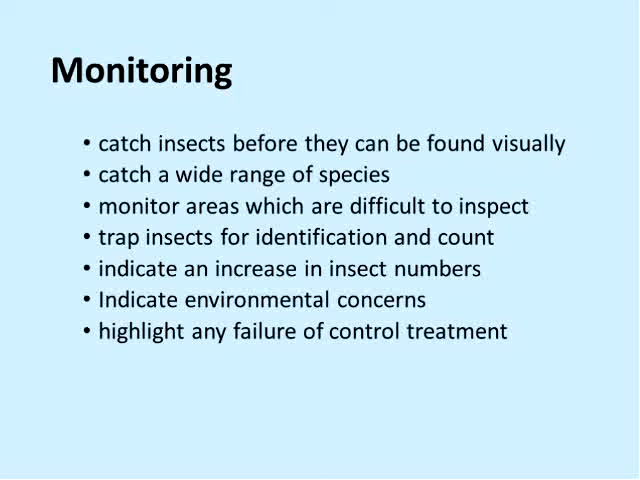 Monitoring
• catch insects before they can be found visually
• catch a wide range of species
• monitor areas which are difficult to inspect
• trap insects for identification and count
• indicate an increase in insect numbers
• Indicate environmental concerns
• highlight any failure of control treatment